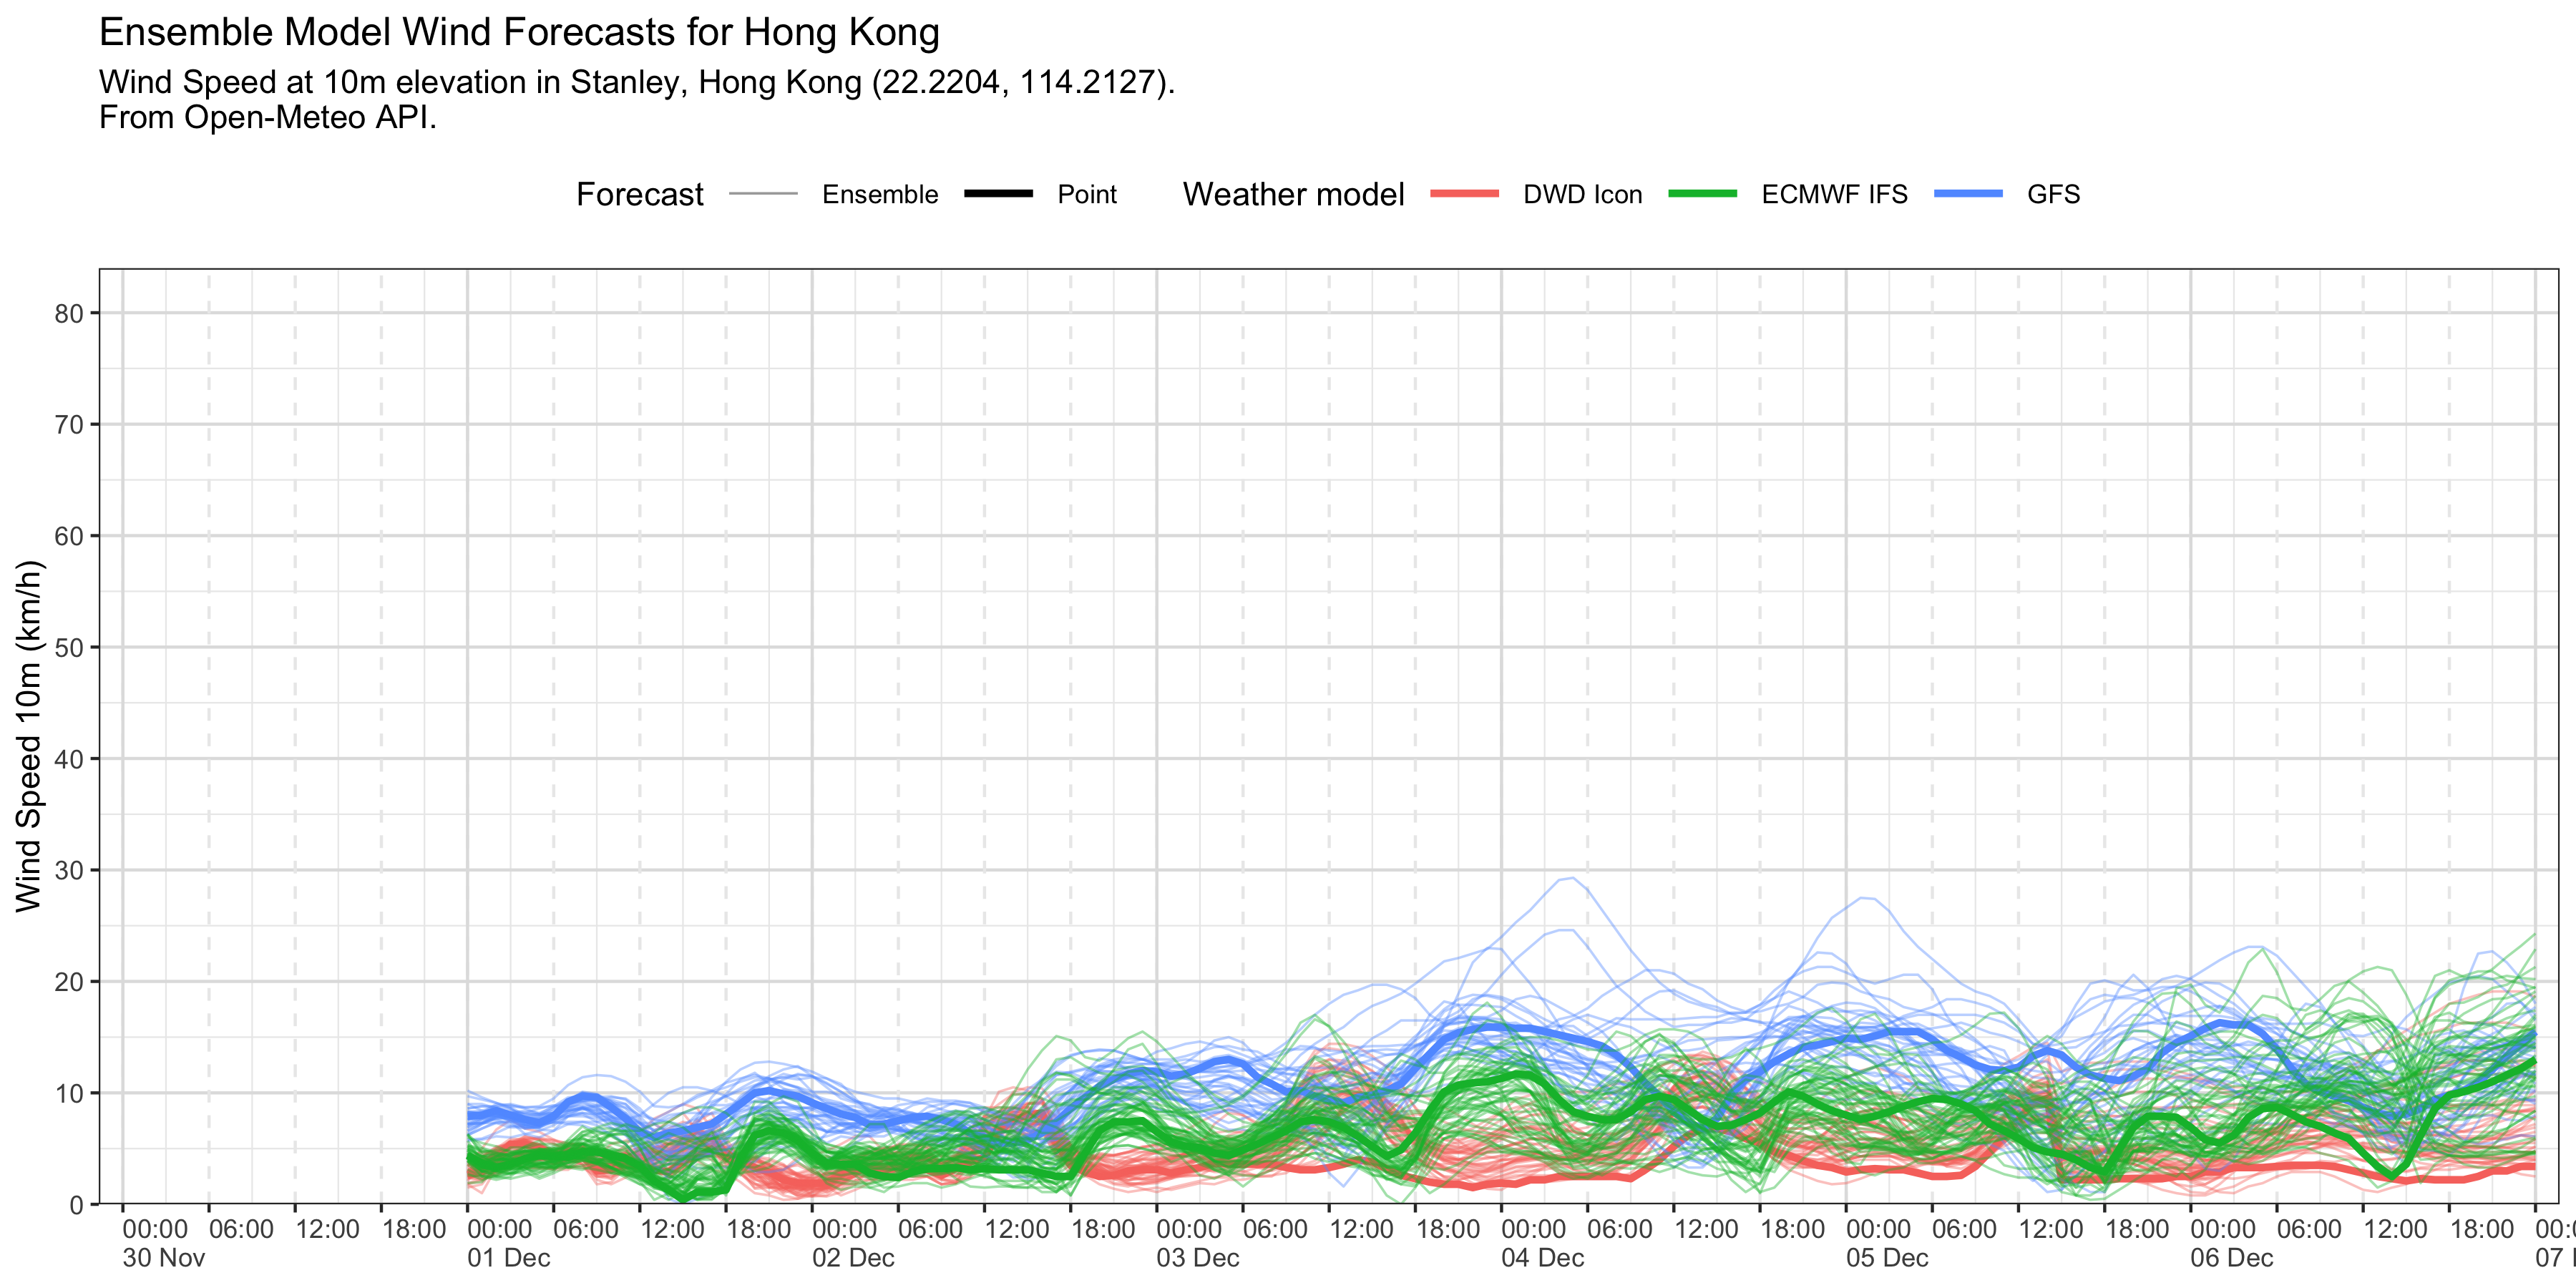 Ensemble Model Wind Forecasts for Hong Kong
Wind Speed at 10m elevation in Stanley, Hong Kong (22.2204, 114.2127).
From Open-Meteo API.
Forecast Ensemble Point Weather model DWD Icon ECMWF IFS GFS
Wind Speed 10m (km/h)
80
70
60
50
40
30
20
10
0
00:00 06:00 12:00 18:00 00:00 06:00 12:00 18:00 00:00 06:00 12:00 18:00 00:00 06:00 12:00 18:00 00:00 06:00 12:00 18:00 00:00 06:00 12:00 18:00 00:00 06:00 12:00 18:00
30 Nov 01 Dec 02 Dec 03 Dec 04 Dec 05 Dec 06 Dec 07